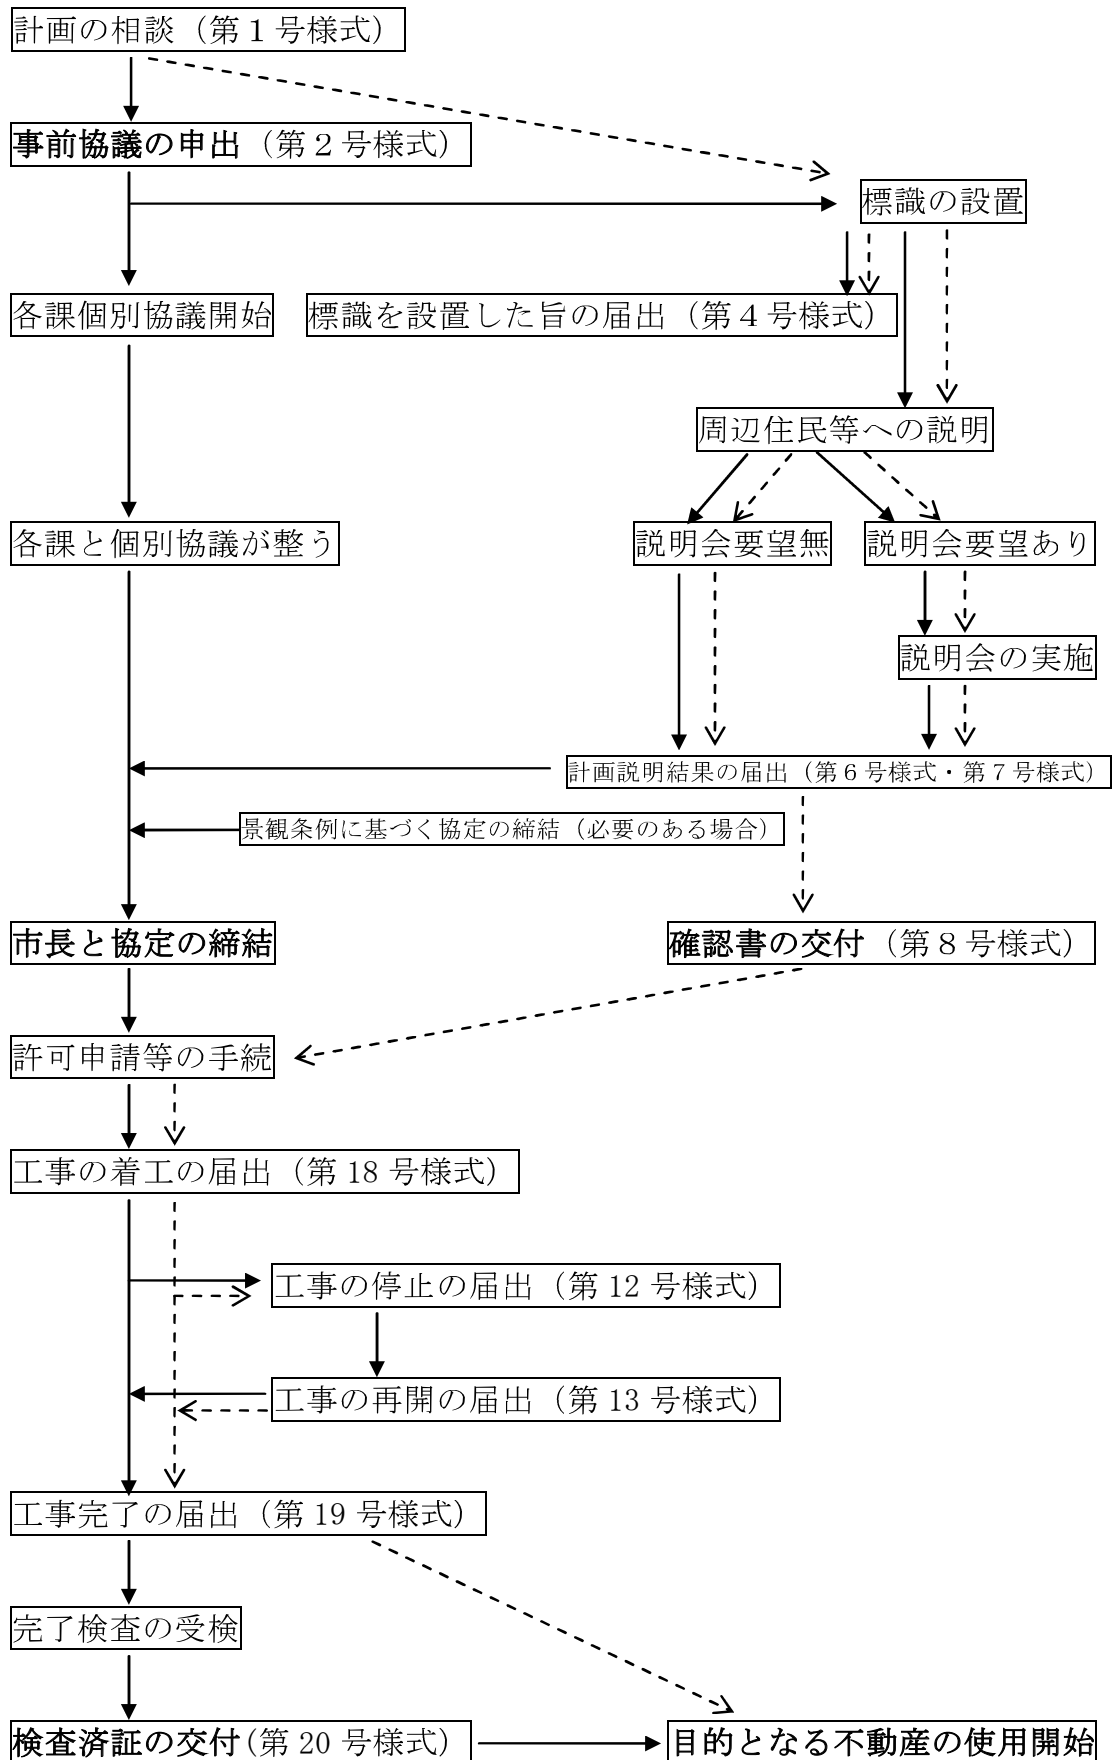 計画の相談（第１号様式）
事前協議の申出（第２号様式）
標識の設置
各課個別協議開始
標識を設置した旨の届出（第４号様式）
周辺住民等への説明
各課と個別協議が整う
説明会要望無
説明会要望あり
説明会の実施
計画説明結果の届出（第６号様式・第７号様式）
景観条例に基づく協定の締結（必要のある場合）
市長と協定の締結
確認書の交付（第８号様式）
許可申請等の手続
工事の着工の届出（第 18 号様式）
工事の停止の届出（第 12 号様式）
工事の再開の届出（第 13 号様式）
工事完了の届出（第 19 号様式）
完了検査の受検
検査済証の交付(第 20 号様式）
目的となる不動産の使用開始